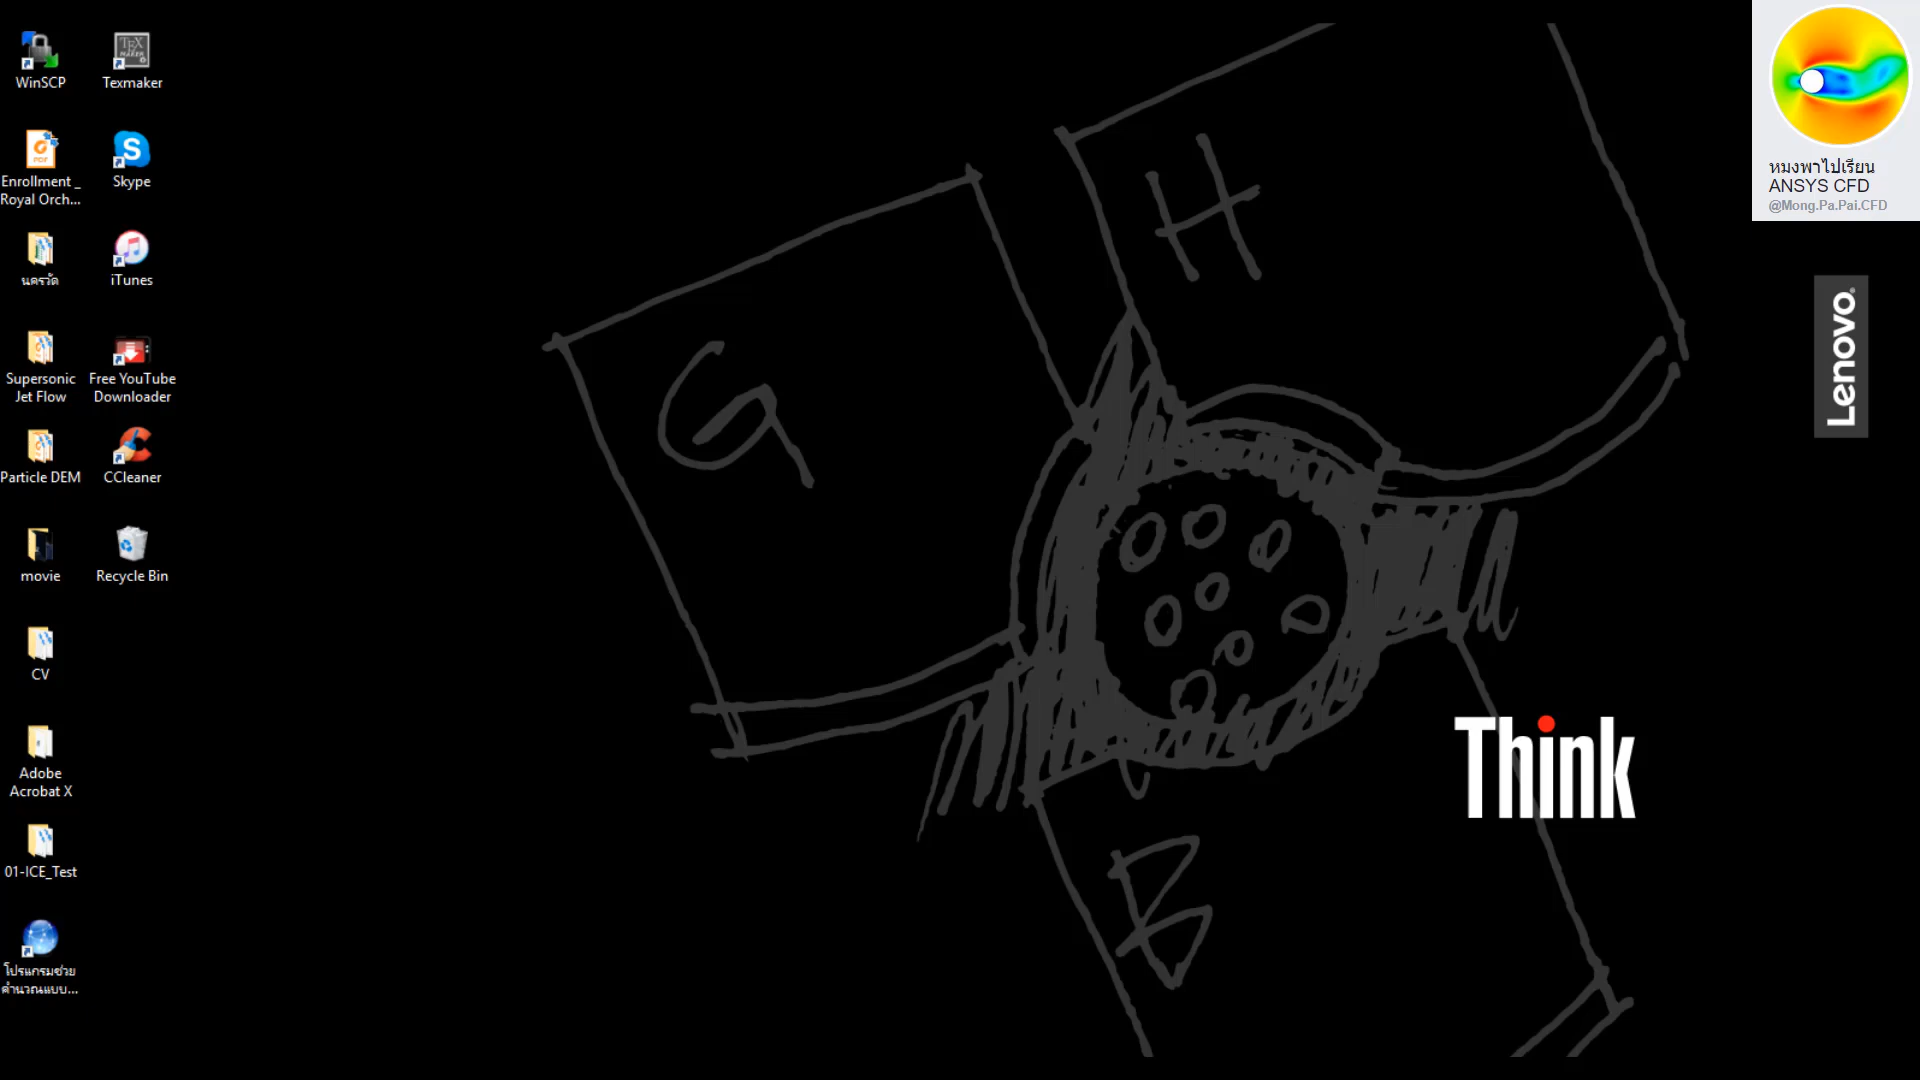 WinSCP
Texmaker
Enrollment _
Royal Orch...
Skype
นครวัด
iTunes
Supersonic
Jet Flow
Free YouTube
Downloader
Particle DEM
CCleaner
movie
Recycle Bin
CV
Adobe
Acrobat X
01-ICE_Test
โปรแกรมช่วย
คำนวณแบบ...
G
H
B
Think
Lenovo
หมงพาไปเรียน
ANSYS CFD
@Mong.Pa.Pai.CFD